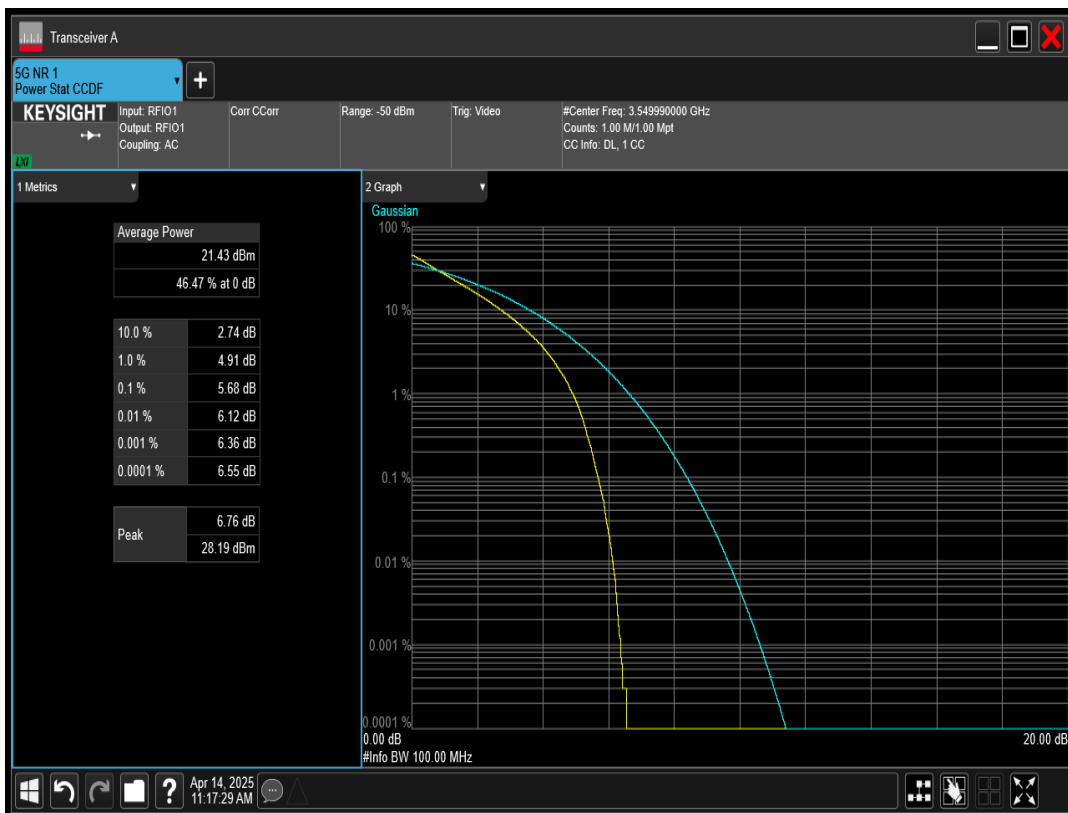 Transceiver A
5G NR 1
Power Stat CCDF
+
KEYSIGHT
LXI
Input: RFIO1
Output: RFIO1
Coupling: AC
Corr CCorr
Range: -50 dBm
Trig: Video
#Center Freq: 3.549990000 GHz
Counts: 1.00 M/1.00 Mpt
CC Info: DL, 1 CC
1 Metrics
Average Power
21.43 dBm
46.47 % at 0 dB
10.0 % 2.74 dB
1.0 % 4.91 dB
0.1 % 5.68 dB
0.01 % 6.12 dB
0.001 % 6.36 dB
0.0001 % 6.55 dB
Peak
6.76 dB
28.19 dBm
2 Graph
Gaussian
100 %
10 %
1 %
0.1 %
0.01 %
0.001 %
0.0001 %
0.00 dB 20.00 dB
#Info BW 100.00 MHz
?
Apr 14, 2025
11:17:29 AM